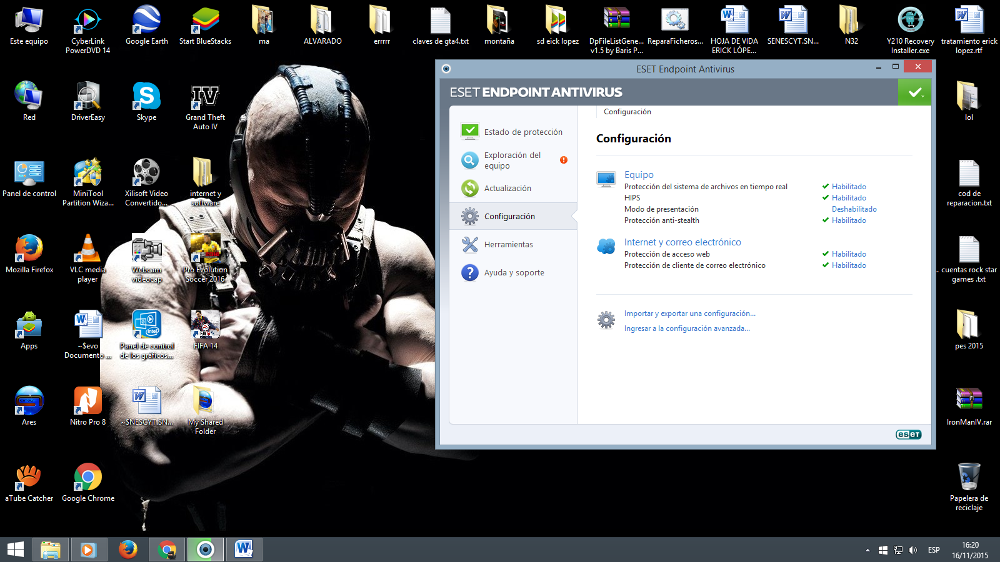 Este equipo
CyberLink
PowerDVD 14
Google Earth
Start BlueStacks
ma
ALVARADO
errrrr
claves de gta4.txt
montaña
sd eick lopez
DpFileListGene...
v1.5 by Baris P...
ReparaFicheros...
HOJA DE VIDA
ERICK LÓPE...
SENESCYT.SN...
N32
Y210 Recovery
Installer.exe
tratamiento erick
lopez.rtf
Red
DriverEasy
Skype
IV
Grand Theft
Auto IV
lol
Panel de control
MiniTool
Partition Wiza...
Xilisoft Video
Convertido...
internet y
software
cod de
reparacion.txt
Mozilla Firefox
VLC media
player
Webcam
videocap
Pro Evolution
Soccer 2016
... cuentas rock star
games .txt
Apps
~$evo
Documento ...
Panel de control
de los gráficos...
FIFA 14
pes 2015
Ares
Nitro Pro 8
~$NESCYT.SN...
My Shared
Folder
IronManIV.rar
aTube Catcher
Google Chrome
Papelera de
reciclaje
ESET Endpoint Antivirus
ESET ENDPOINT ANTIVIRUS
Estado de protección
Exploración del
equipo
Actualización
Configuración
Herramientas
Ayuda y soporte
Configuración
Configuración
Equipo
Protección del sistema de archivos en tiempo real Habilitado
HIPS Habilitado
Modo de presentación Deshabilitado
Protección anti-stealth Habilitado
Internet y correo electrónico
Protección de acceso web Habilitado
Protección de cliente de correo electrónico Habilitado
Importar y exportar una configuración...
Ingresar a la configuración avanzada...
eset
ESP
16:20
16/11/2015